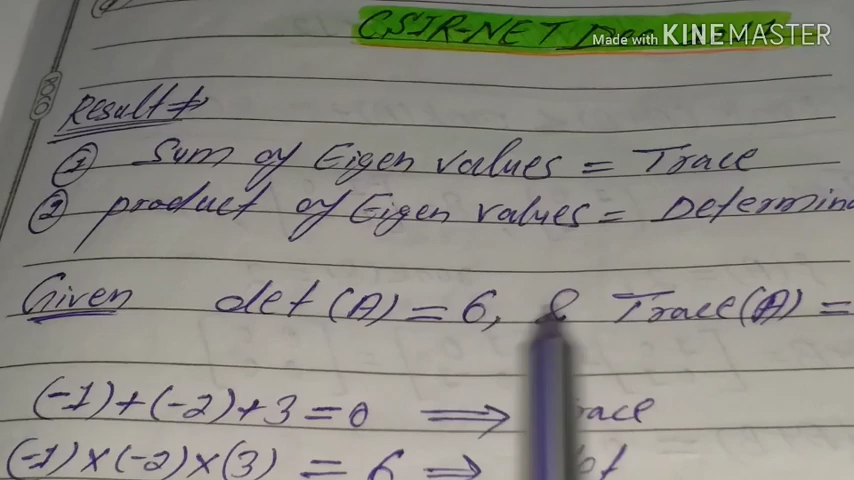 CSIR-NET
Made with KINEMASTER
Result
① Sum of Eigen values = Trace
② product of Eigen values = Determin
Given det (A) = 6, & Trace(A) =
(-1)+(-2)+3 = 0 ⟹
(-1)×(-2)×(3) = 6 ⟹